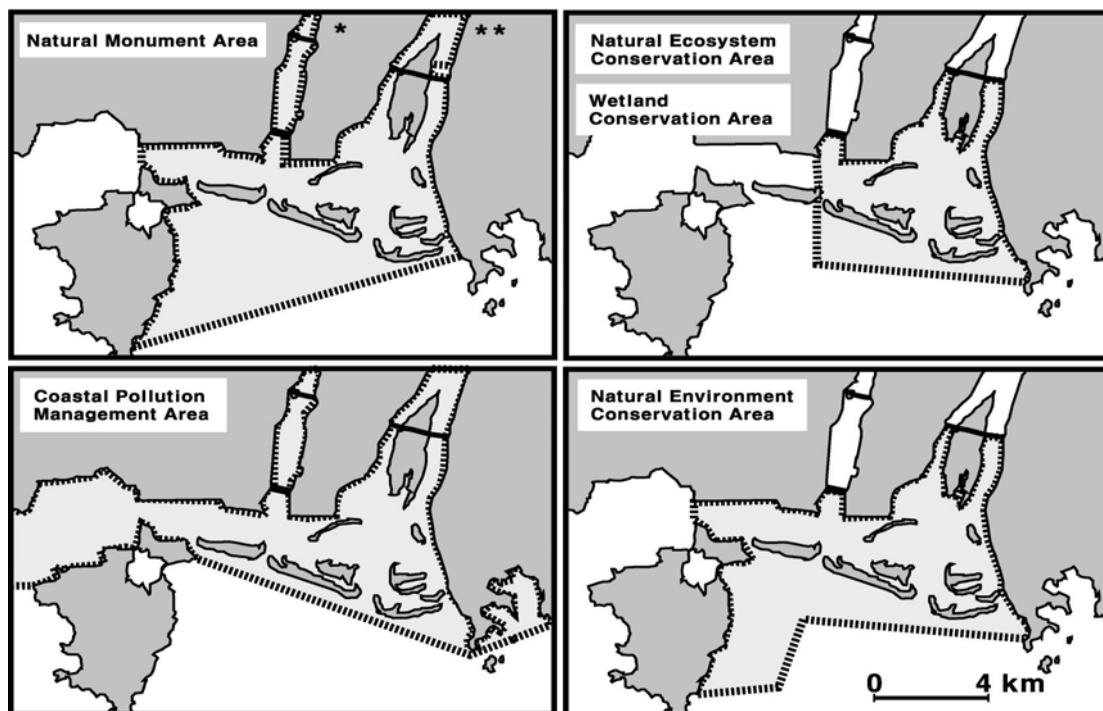 Natural Monument Area
*
**
Natural Ecosystem
Conservation Area
Wetland
Conservation Area
Coastal Pollution
Management Area
Natural Environment
Conservation Area
0 4 km